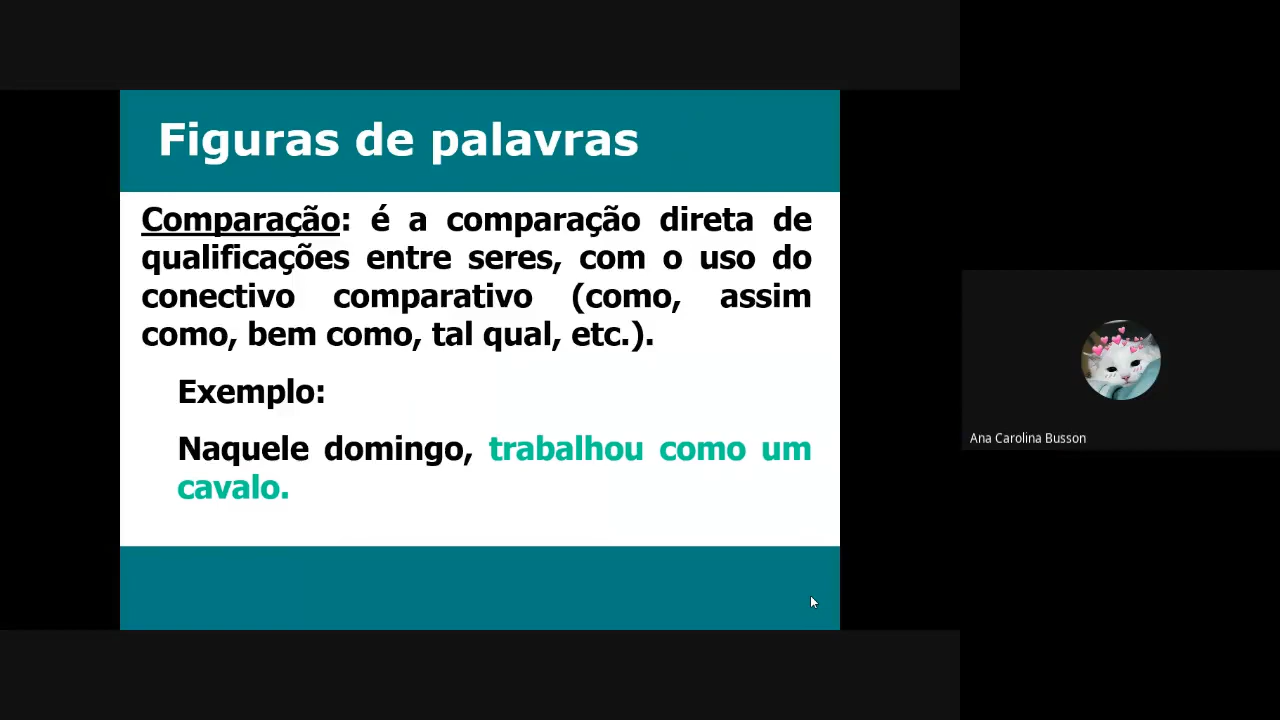 Figuras de palavras
Comparação: é a comparação direta de
qualificações entre seres, com o uso do
conectivo comparativo (como, assim
como, bem como, tal qual, etc.).
Exemplo:
Naquele domingo, trabalhou como um
cavalo.
Ana Carolina Busson